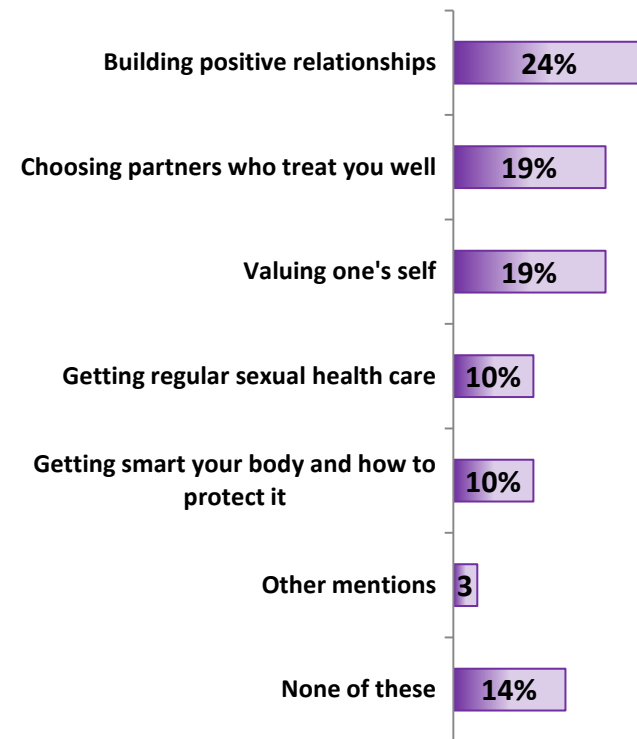 Building positive relationships
24%
Choosing partners who treat you well
19%
Valuing one's self
19%
Getting regular sexual health care
10%
Getting smart your body and how to
protect it
10%
Other mentions
3
None of these
14%